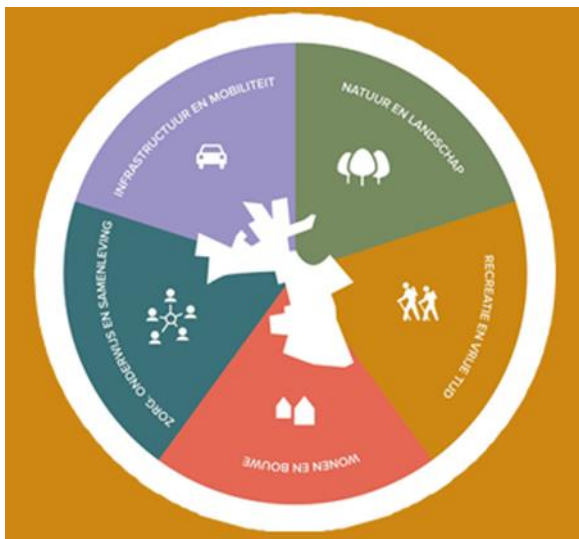 INFRASTRUCTUUR EN MOBILITEIT
NATUUR EN LANDSCHAP
RECREATIE EN VRIJE TIJD
WONEN EN BOUWE
ZORG, ONDERWIJS EN SAMENLEVING